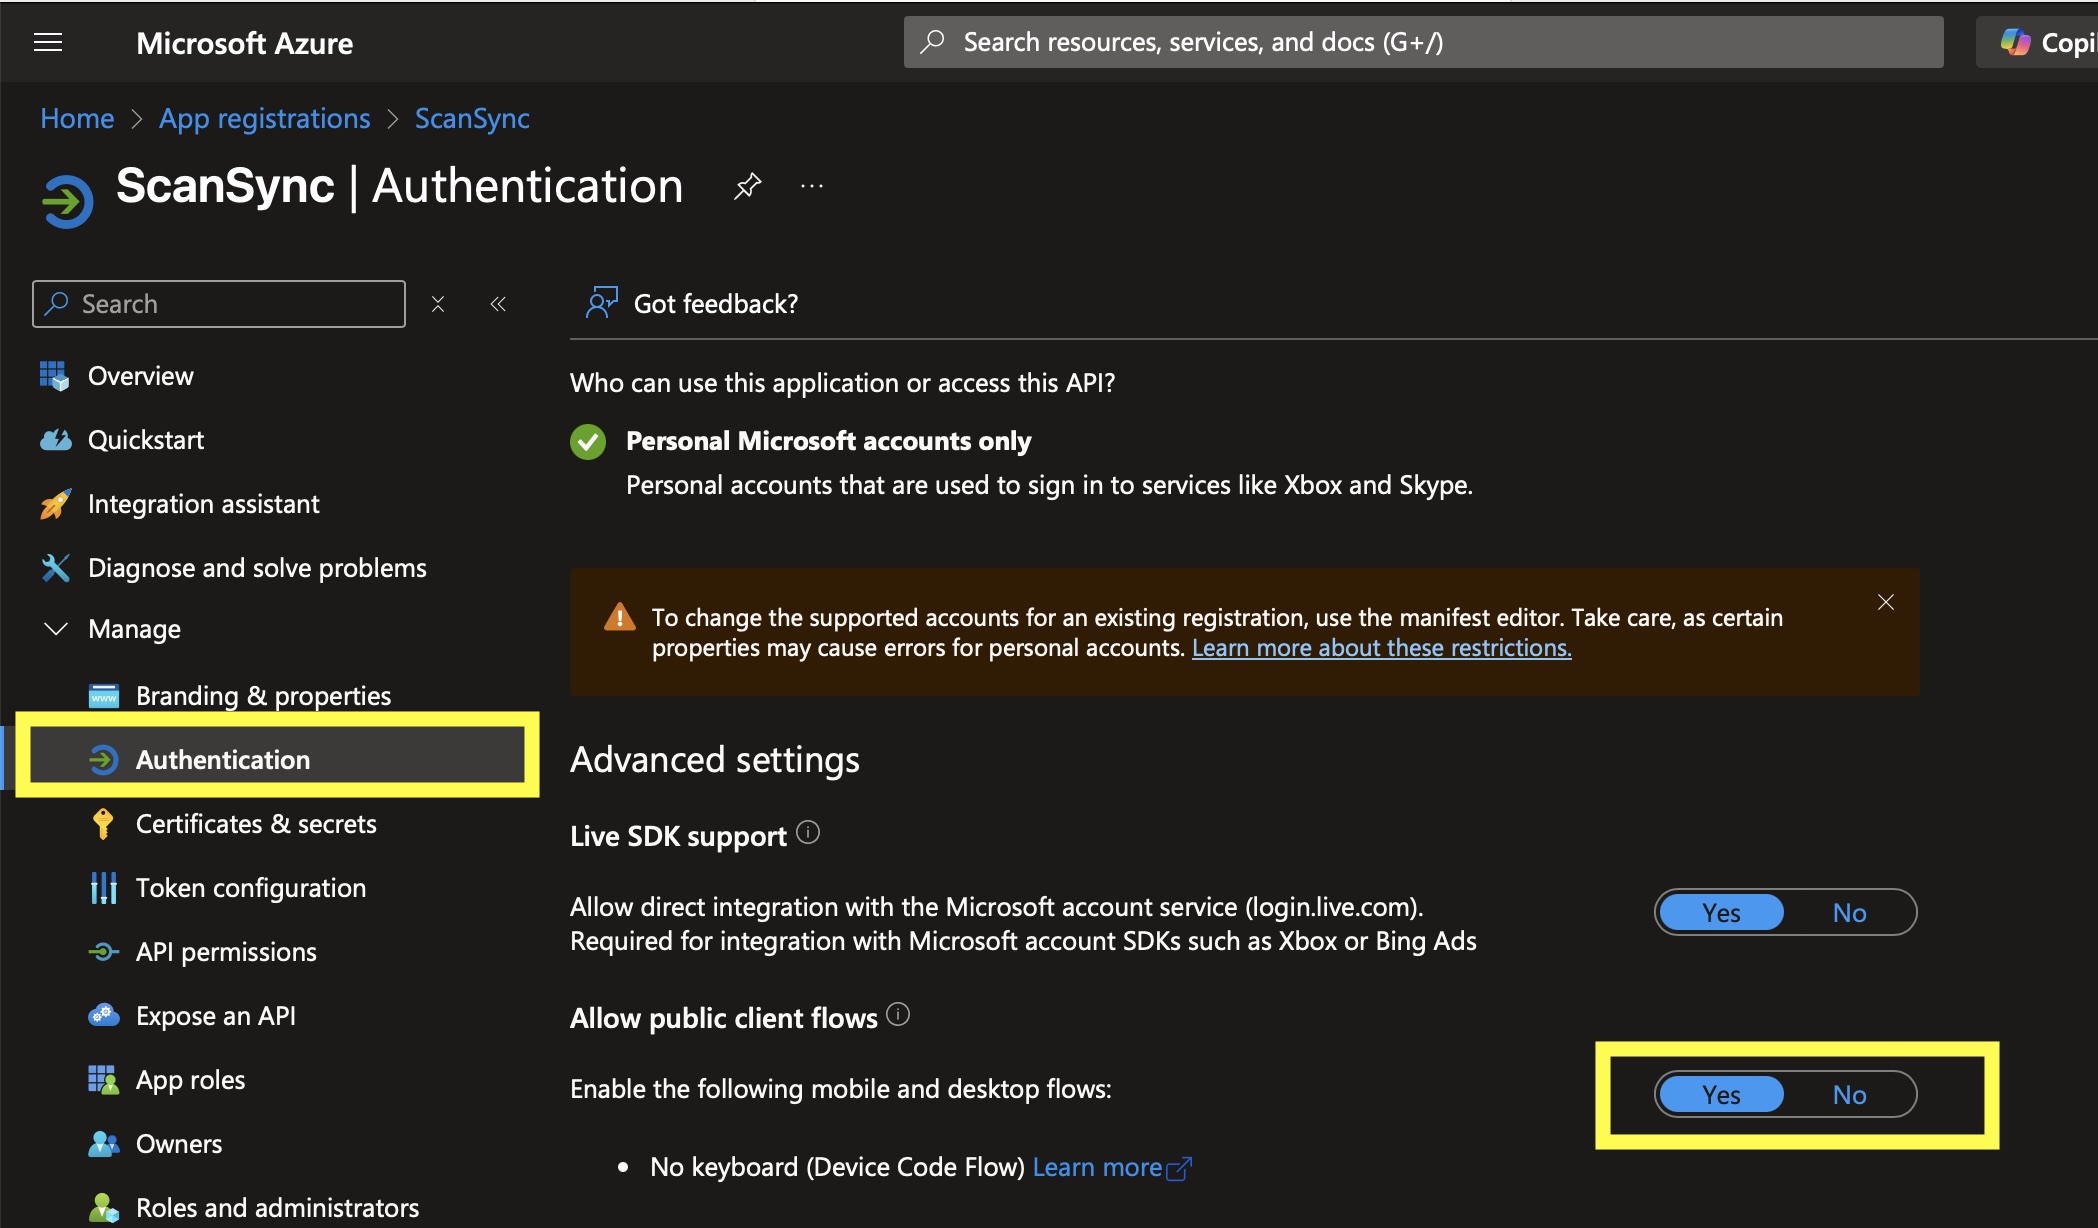 Microsoft Azure
Search resources, services, and docs (G+/)
Home > App registrations > ScanSync
ScanSync | Authentication
...
Search
Got feedback?
Overview
Quickstart
Integration assistant
Diagnose and solve problems
Manage
Branding & properties
Authentication
Certificates & secrets
Token configuration
API permissions
Expose an API
App roles
Owners
Roles and administrators
Who can use this application or access this API?
Personal Microsoft accounts only
Personal accounts that are used to sign in to services like Xbox and Skype.
To change the supported accounts for an existing registration, use the manifest editor. Take care, as certain
properties may cause errors for personal accounts. Learn more about these restrictions.
Advanced settings
Live SDK support
Allow direct integration with the Microsoft account service (login.live.com).
Required for integration with Microsoft account SDKs such as Xbox or Bing Ads
Yes No
Allow public client flows
Enable the following mobile and desktop flows:
Yes No
• No keyboard (Device Code Flow) Learn more